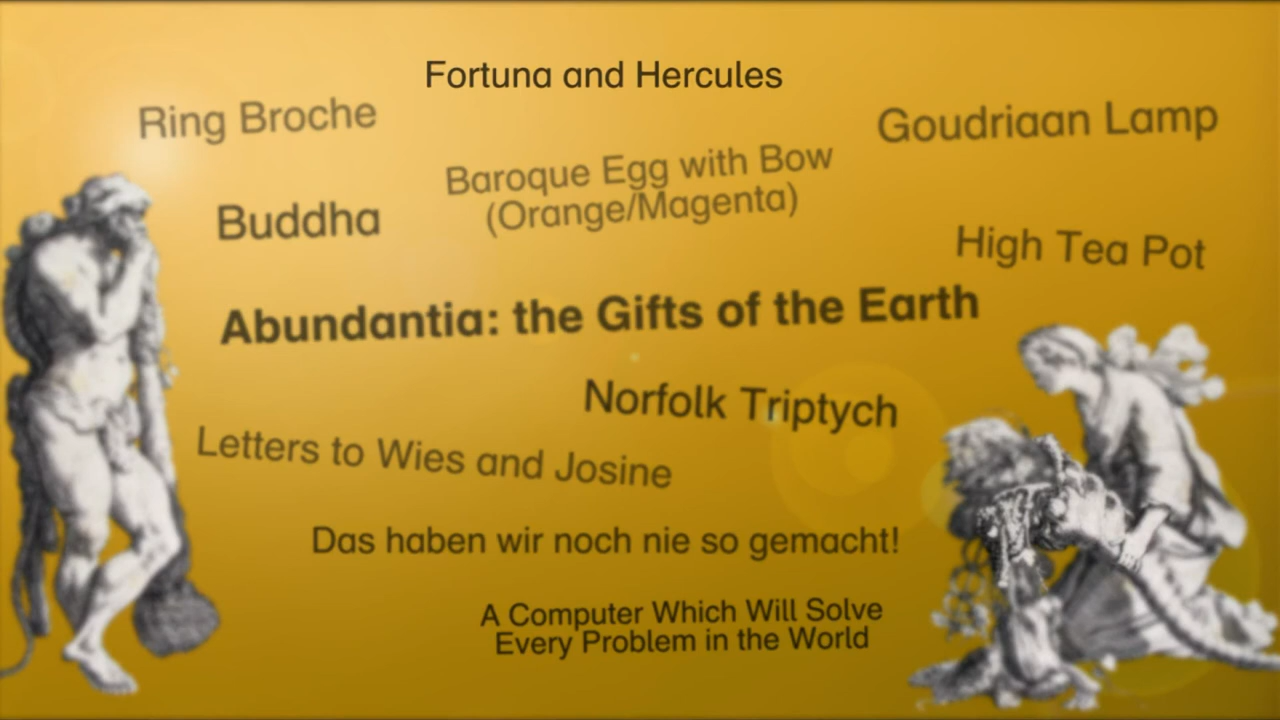 Fortuna and Hercules
Ring Broche
Goudriaan Lamp
Baroque Egg with Bow
(Orange/Magenta)
Buddha
High Tea Pot
Abundantia: the Gifts of the Earth
Norfolk Triptych
Letters to Wies and Josine
Das haben wir noch nie so gemacht!
A Computer Which Will Solve
Every Problem in the World